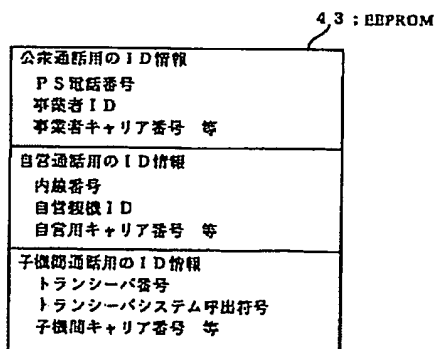 43:EEPROM
公衆通話用のID情報
PS電話番号
事業者ID
事業者キャリア番号 等
自営通話用のID情報
内線番号
自営親機ID
自営用キャリア番号 等
子機間通話用のID情報
トランシーバ番号
トランシーバシステム呼出符号
子機間キャリア番号 等